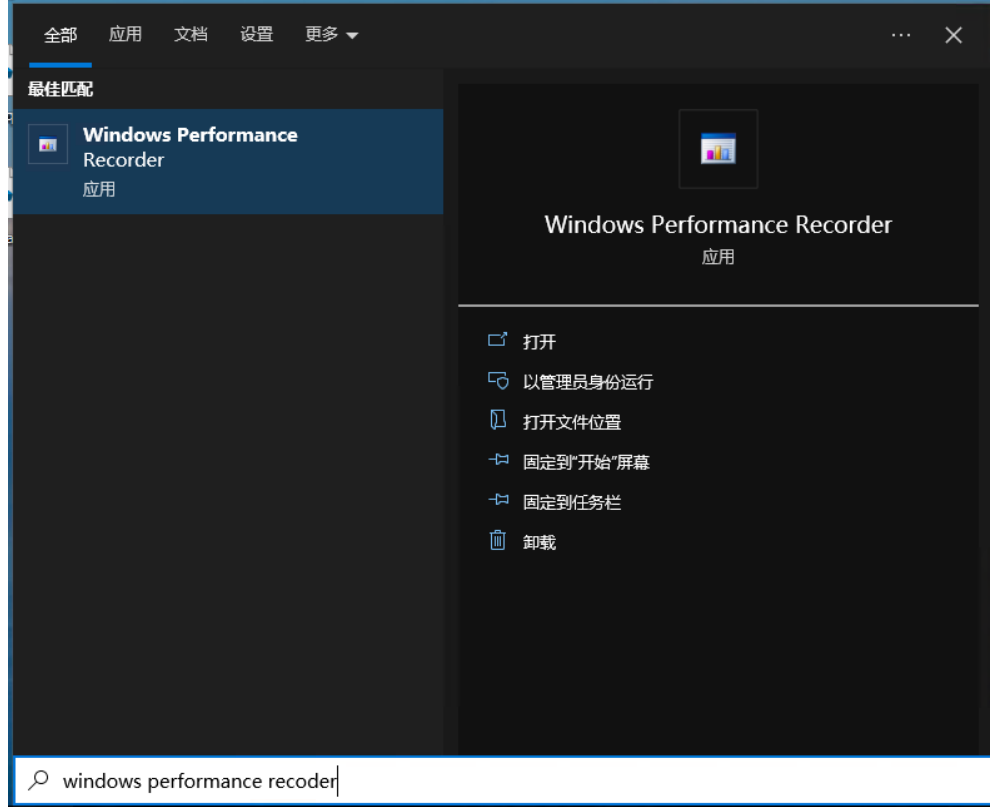 全部 应用 文档 设置 更多
最佳匹配
Windows Performance
Recorder
应用
Windows Performance Recorder
应用
打开
以管理员身份运行
打开文件位置
固定到"开始"屏幕
固定到任务栏
卸载
windows performance recoder